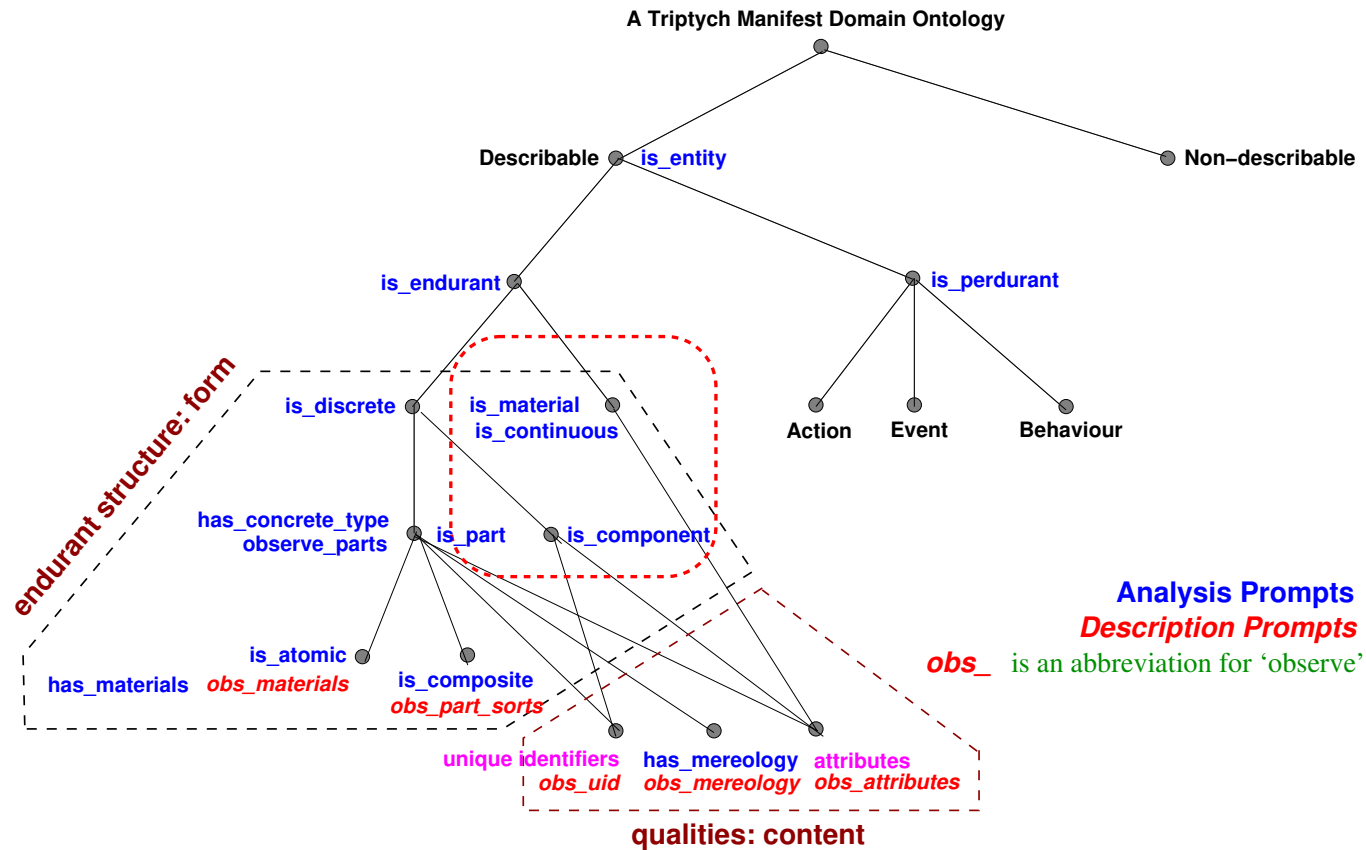 A Triptych Manifest Domain Ontology
Describable
is_entity
Non−describable
is_endurant
is_perdurant
endurant structure: form
is_discrete
is_material
is_continuous
Action
Event
Behaviour
has_concrete_type
observe_parts
is_part
is_component
Analysis Prompts
Description Prompts
obs_ is an abbreviation for ‘observe’
is_atomic
has_materials
obs_materials
is_composite
obs_part_sorts
unique identifiers
obs_uid
has_mereology
obs_mereology
attributes
obs_attributes
qualities: content